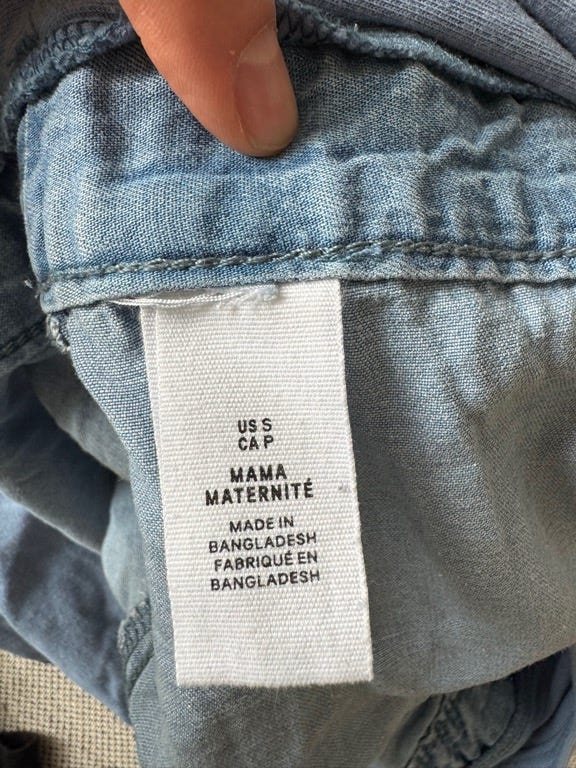 US S
CA P
MAMA
MATERNITÉ
MADE IN
BANGLADESH
FABRIQUÉ EN
BANGLADESH